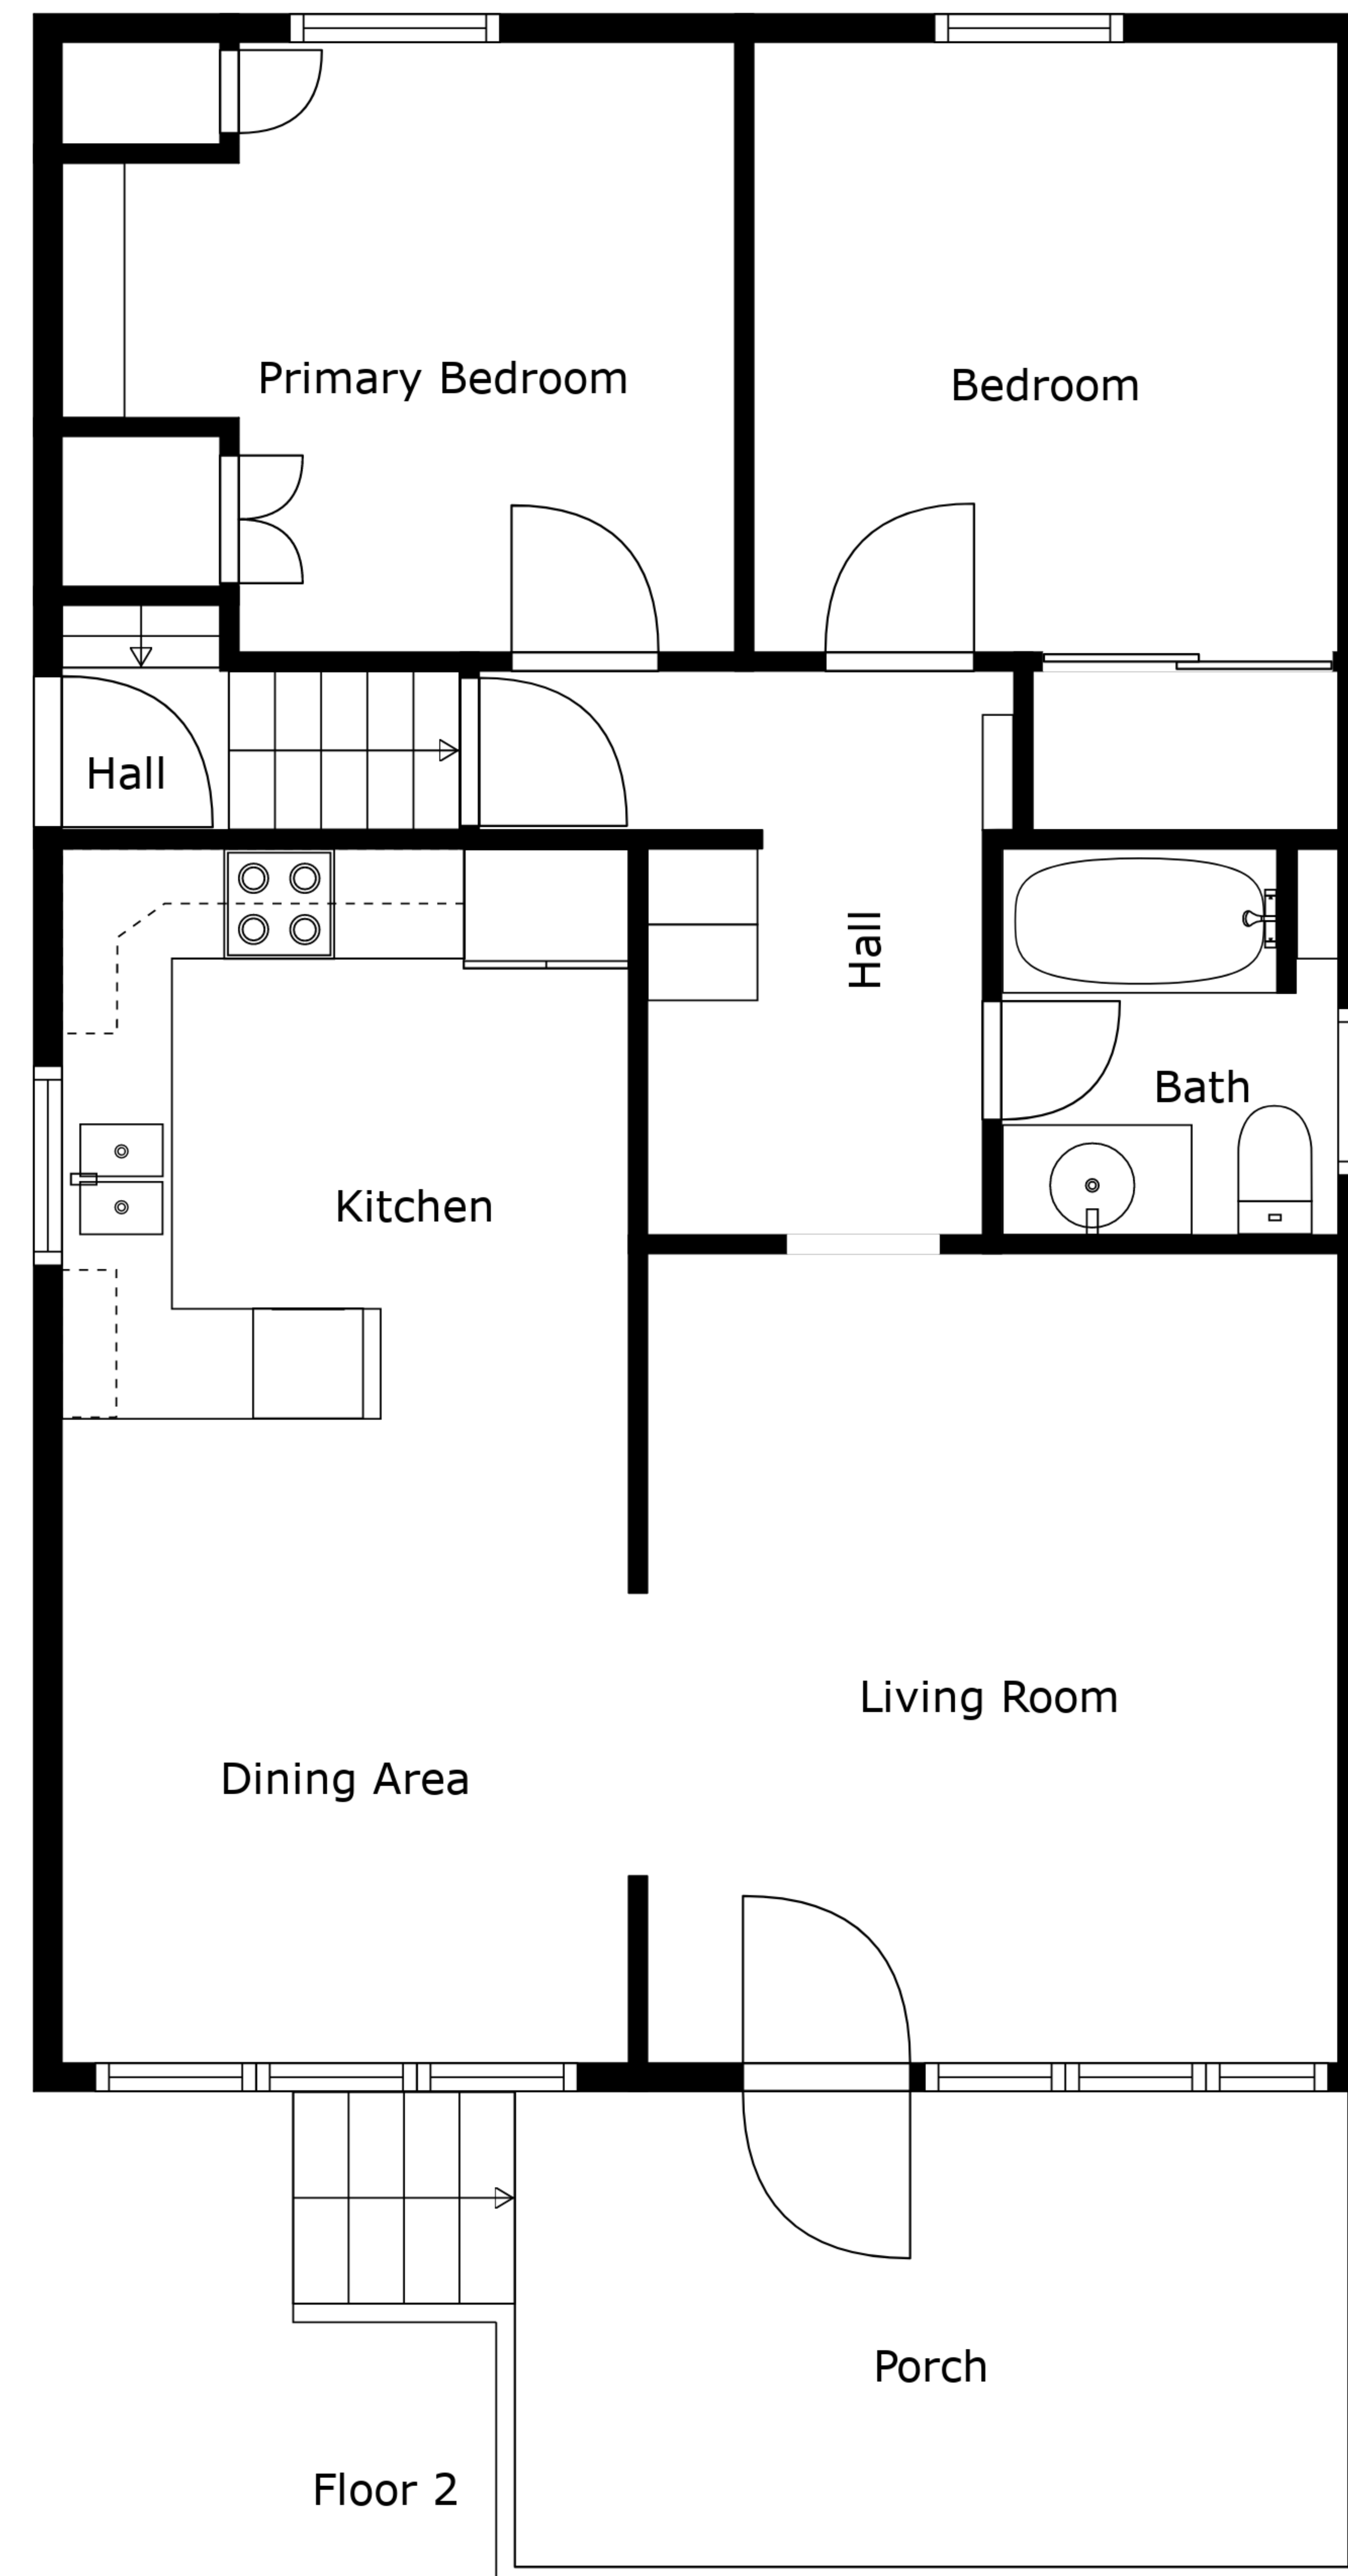 Primary Bedroom
Bedroom
Hall
Hall
Bath
Kitchen
Living Room
Dining Area
Porch
Floor 2